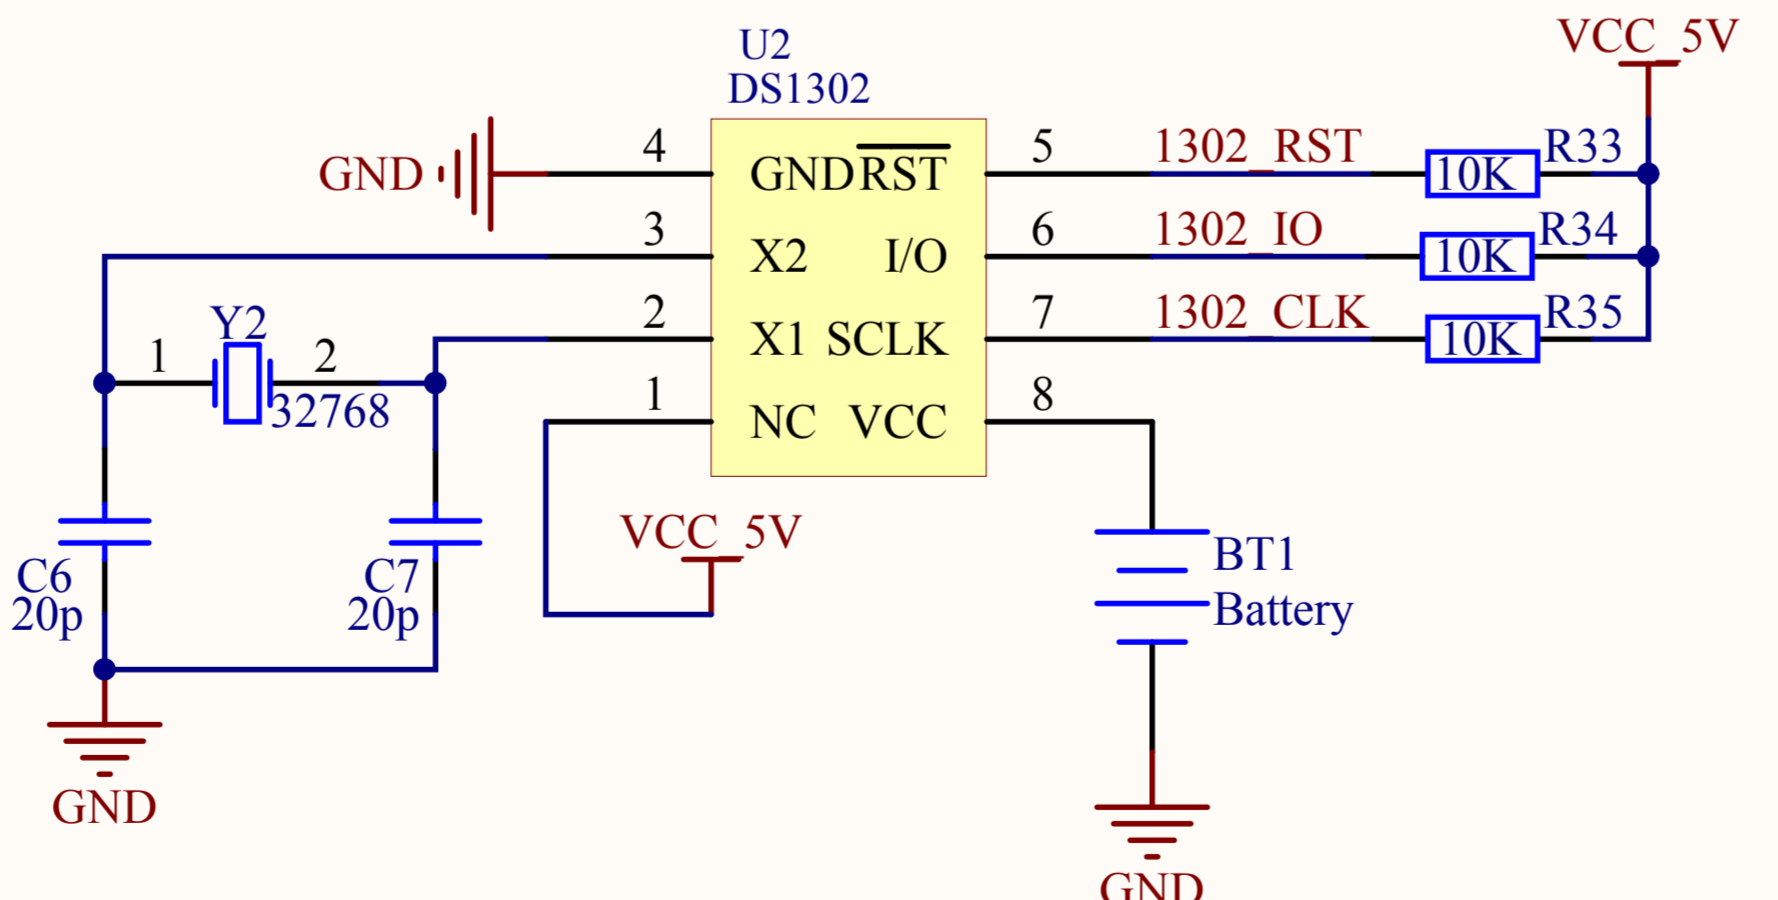 U2
DS1302
VCC_5V
GND
4
GND
RST
5
1302_RST
10K
R33
3
X2
I/O
6
1302_IO
10K
R34
2
X1
SCLK
7
1302_CLK
10K
R35
1
NC
VCC
8
Y2
1
2
32768
VCC_5V
C6
20p
C7
20p
BT1
Battery
GND
GND